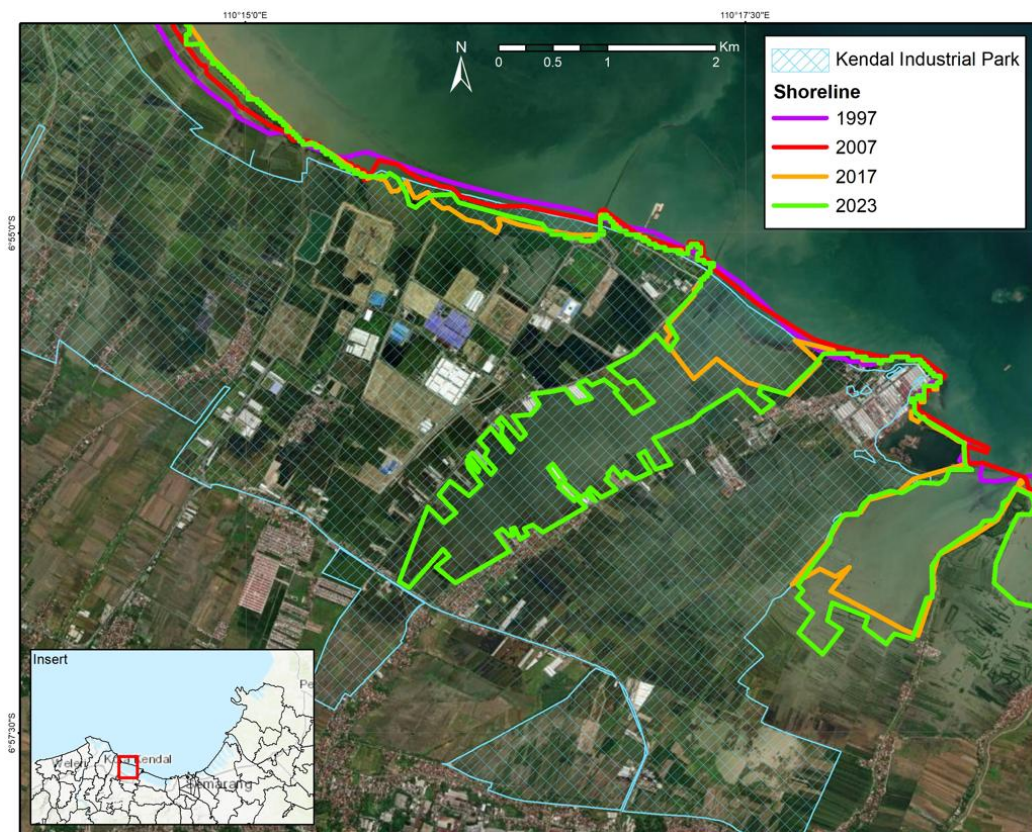 110°15'0"E
110°17'30"E
N
Km
0 0.5 1 2
Kendal Industrial Park
Shoreline
1997
2007
2017
2023
6°55'0"S
6°57'30"S
Insert
Kota Kendal
Semarang